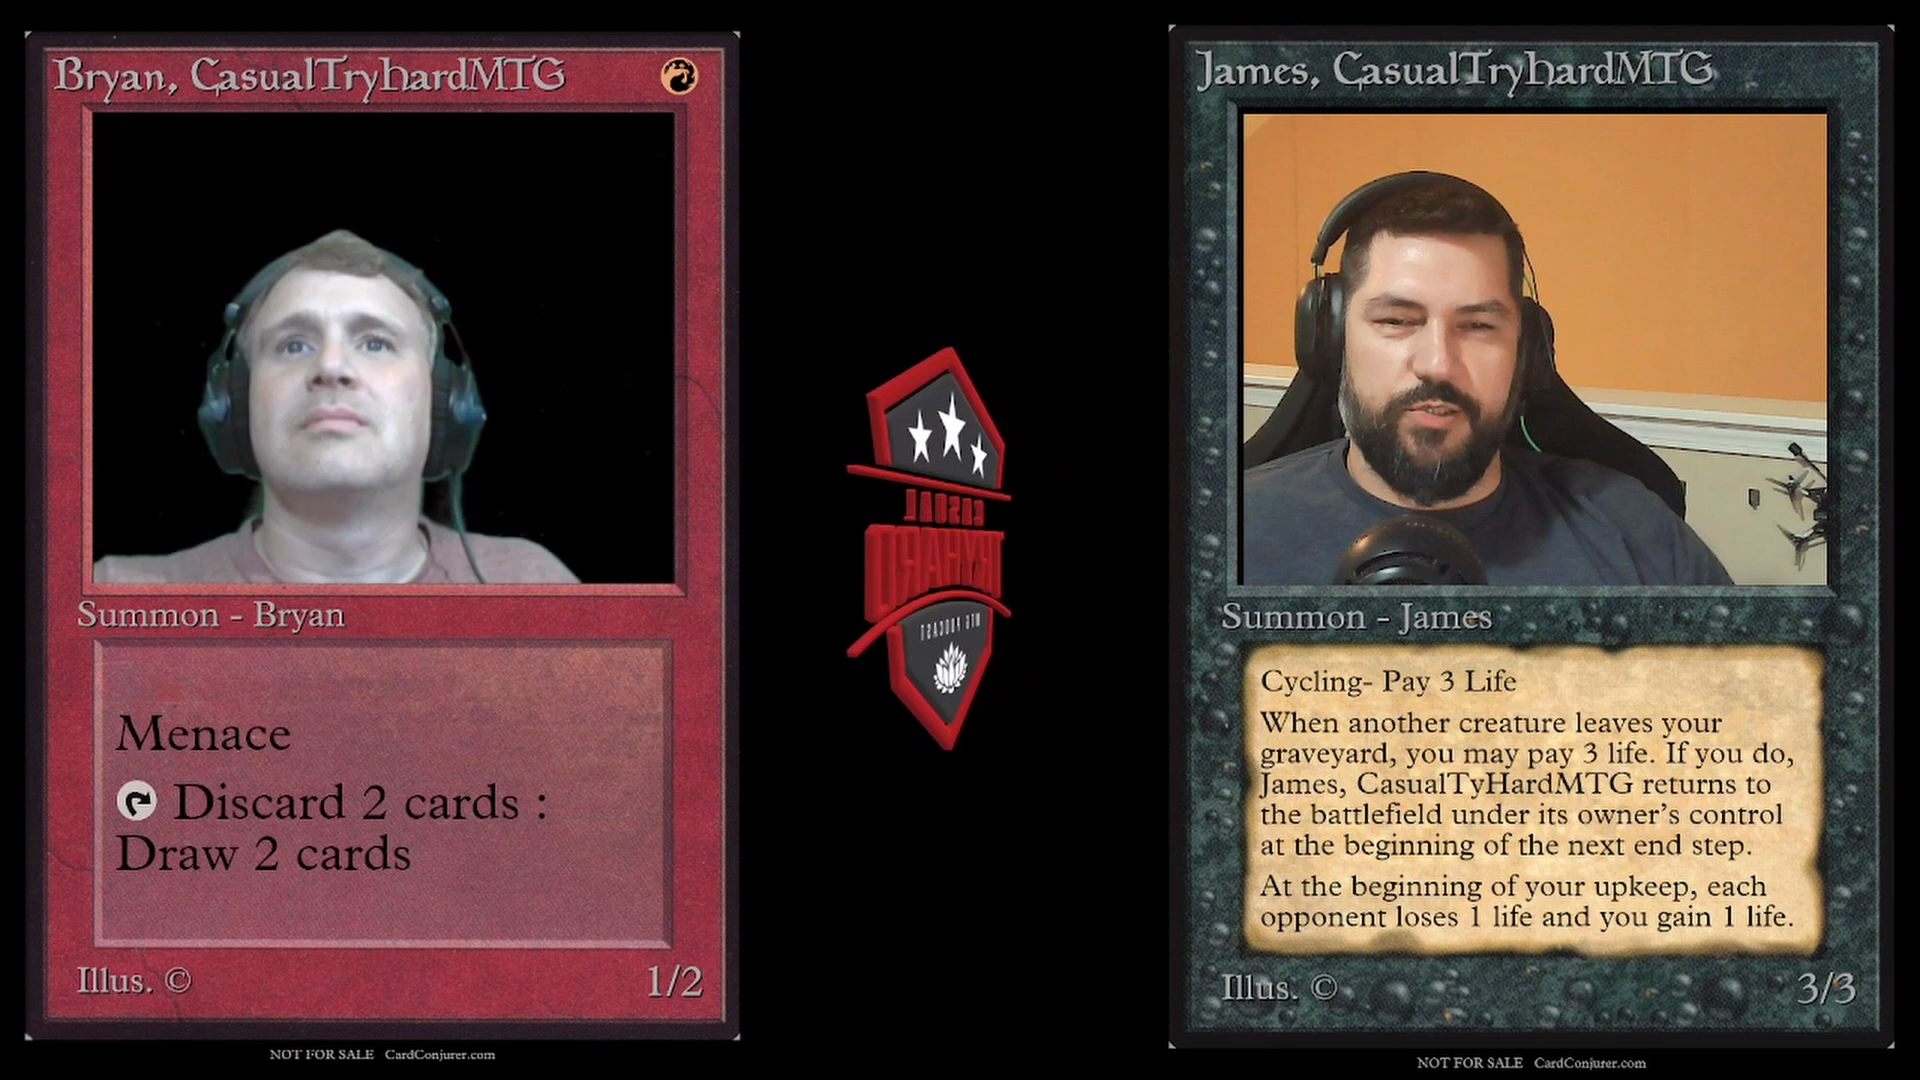 Bryan, CasualTryhardMTG
Summon - Bryan
Menace
Discard 2 cards :
Draw 2 cards
Illus. ©
1/2
NOT FOR SALE CardConjurer.com
CASUAL
TRYHARD
MTG PODCAST
James, CasualTryhardMTG
Summon - James
Cycling- Pay 3 Life
When another creature leaves your
graveyard, you may pay 3 life. If you do,
James, CasualTyHardMTG returns to
the battlefield under its owner's control
at the beginning of the next end step.
At the beginning of your upkeep, each
opponent loses 1 life and you gain 1 life.
Illus. ©
3/3
NOT FOR SALE CardConjurer.com